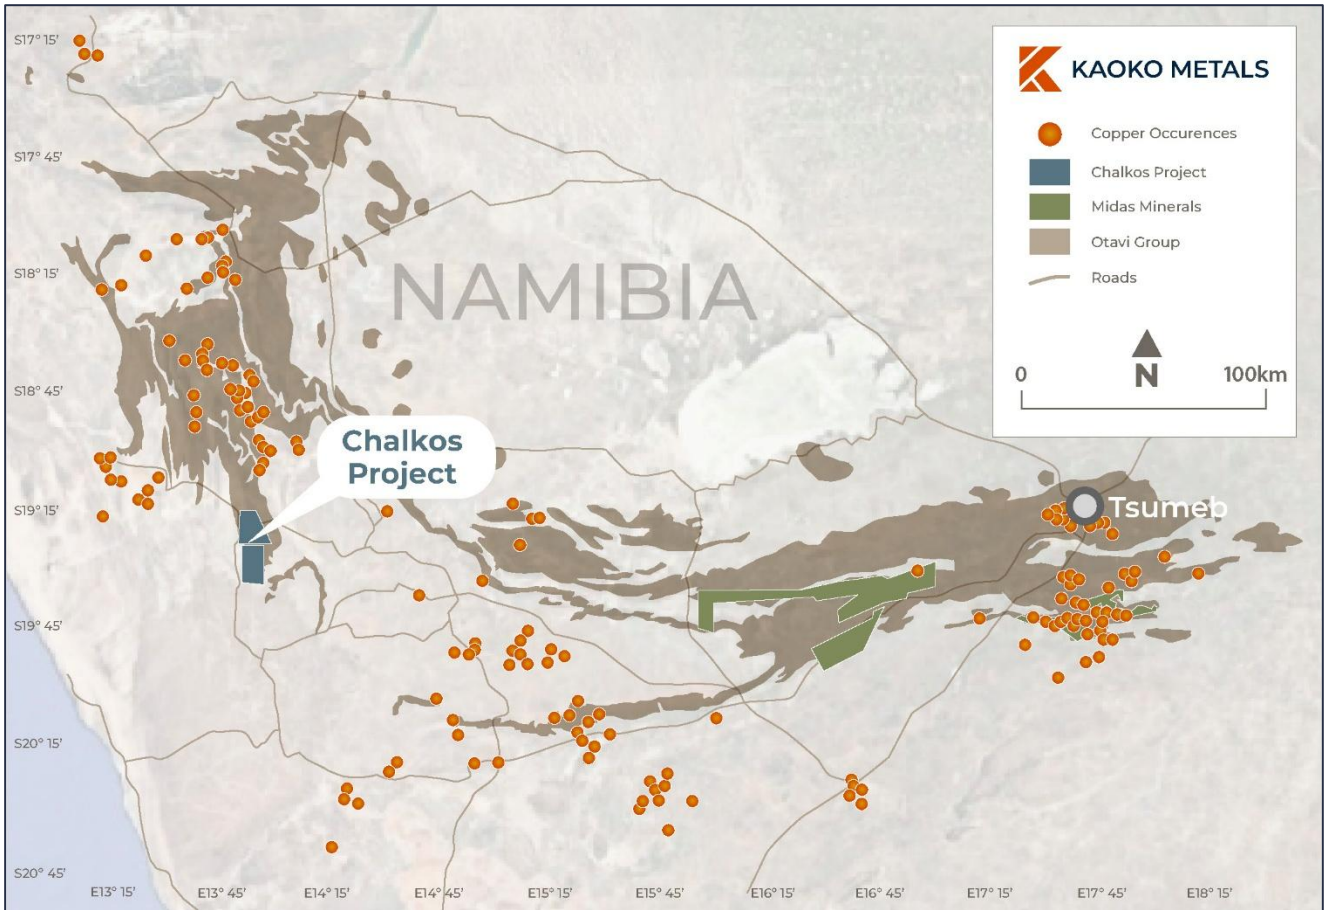 KAOKO METALS
Copper Occurences
Chalkos Project
Midas Minerals
Otavi Group
Roads
N
0
100km
NAMIBIA
Chalkos
Project
Tsumeb
S17° 15'
S17° 45'
S18° 15'
S18° 45'
S19° 15'
S19° 45'
S20° 15'
S20° 45'
E13° 15'
E13° 45'
E14° 15'
E14° 45'
E15° 15'
E15° 45'
E16° 15'
E16° 45'
E17° 15'
E17° 45'
E18° 15'